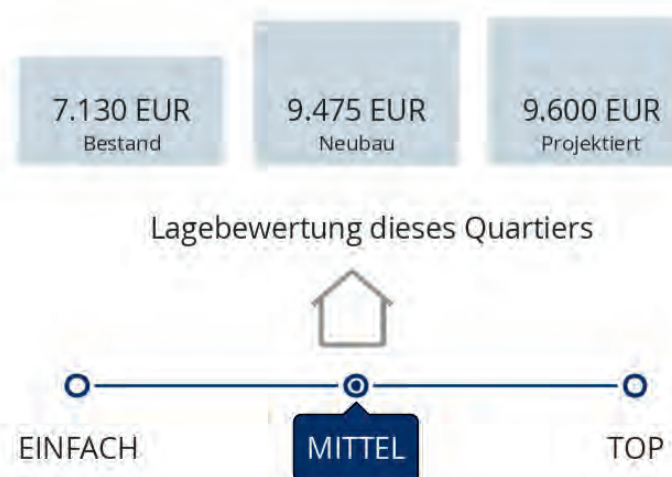 7.130 EUR
Bestand
9.475 EUR
Neubau
9.600 EUR
Projektiert
Lagebewertung dieses Quartiers
EINFACH
MITTEL
TOP